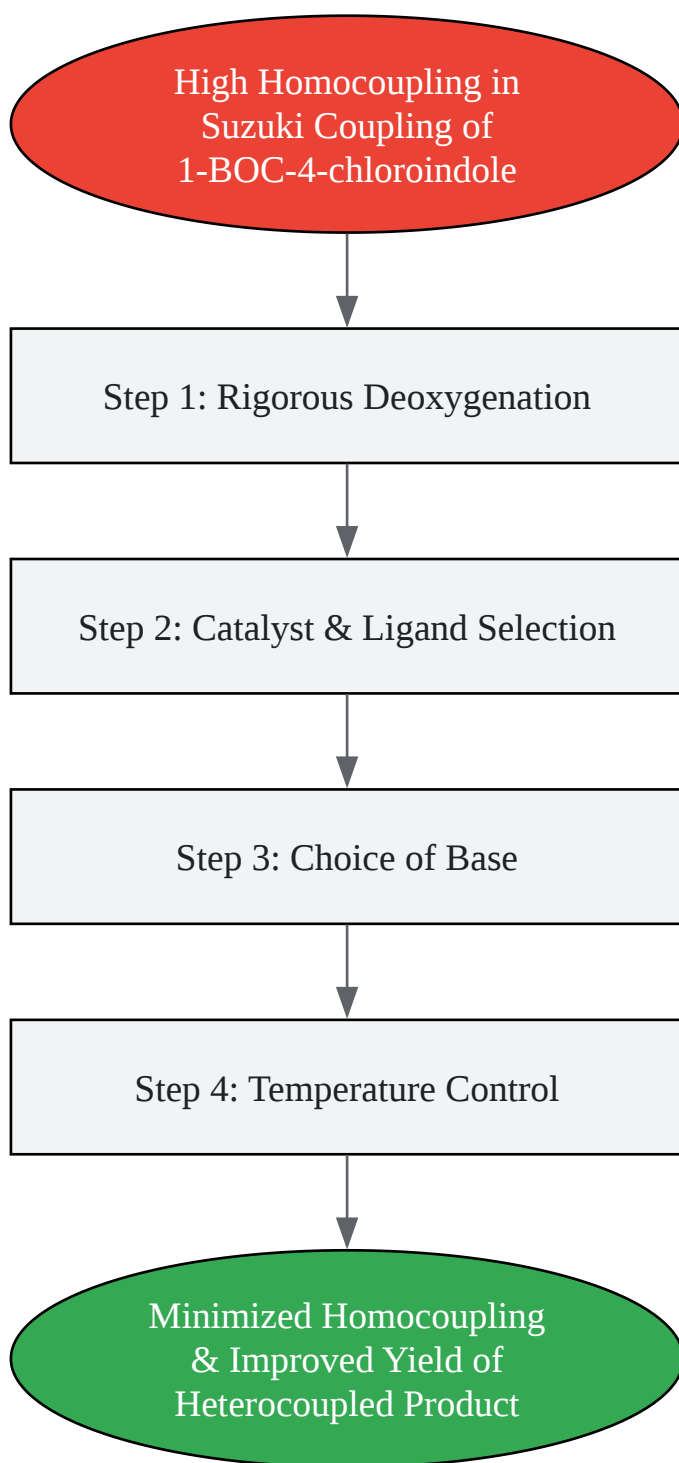 High Homocoupling in
Suzuki Coupling of
1-BOC-4-chloroindole
Step 1: Rigorous Deoxygenation
Step 2: Catalyst & Ligand Selection
Step 3: Choice of Base
Step 4: Temperature Control
Minimized Homocoupling
& Improved Yield of
Heterocoupled Product